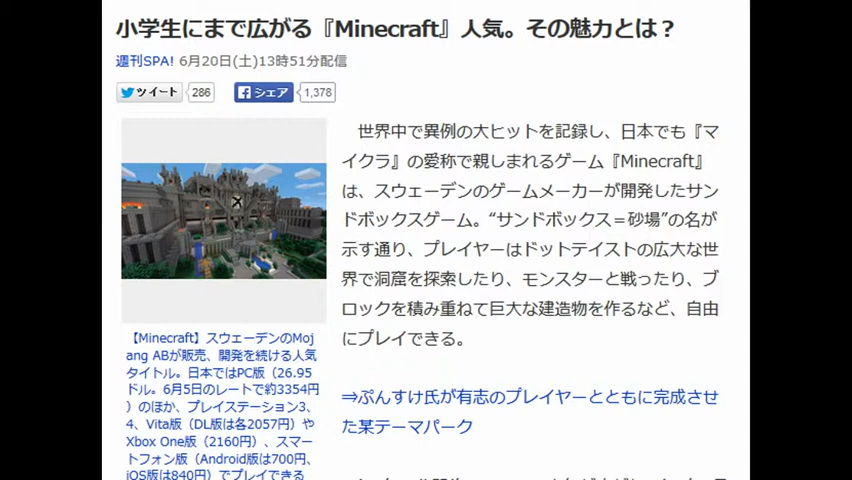 小学生にまで広がる『Minecraft』人気。その魅力とは？
週刊SPA! 6月20日(土)13時51分配信
ツイート 286 シェア 1,378
世界中で異例の大ヒットを記録し、日本でも『マ
イクラ』の愛称で親しまれるゲーム『Minecraft』
は、スウェーデンのゲームメーカーが開発したサン
ドボックスゲーム。“サンドボックス＝砂場”の名が
示す通り、プレイヤーはドットテイストの広大な世
界で洞窟を探索したり、モンスターと戦ったり、ブ
ロックを積み重ねて巨大な建造物を作るなど、自由
にプレイできる。
⇒ぷんすけ氏が有志のプレイヤーとともに完成させ
た某テーマパーク
【Minecraft】スウェーデンのMoj
ang ABが販売、開発を続ける人気
タイトル。日本ではPC版（26.95
ドル。6月5日のレートで約3354円
）のほか、プレイステーション3、
4、Vita版（DL版は各2057円）や
Xbox One版（2160円）、スマー
トフォン版（Android版は700円、
iOS版は840円）でプレイできる